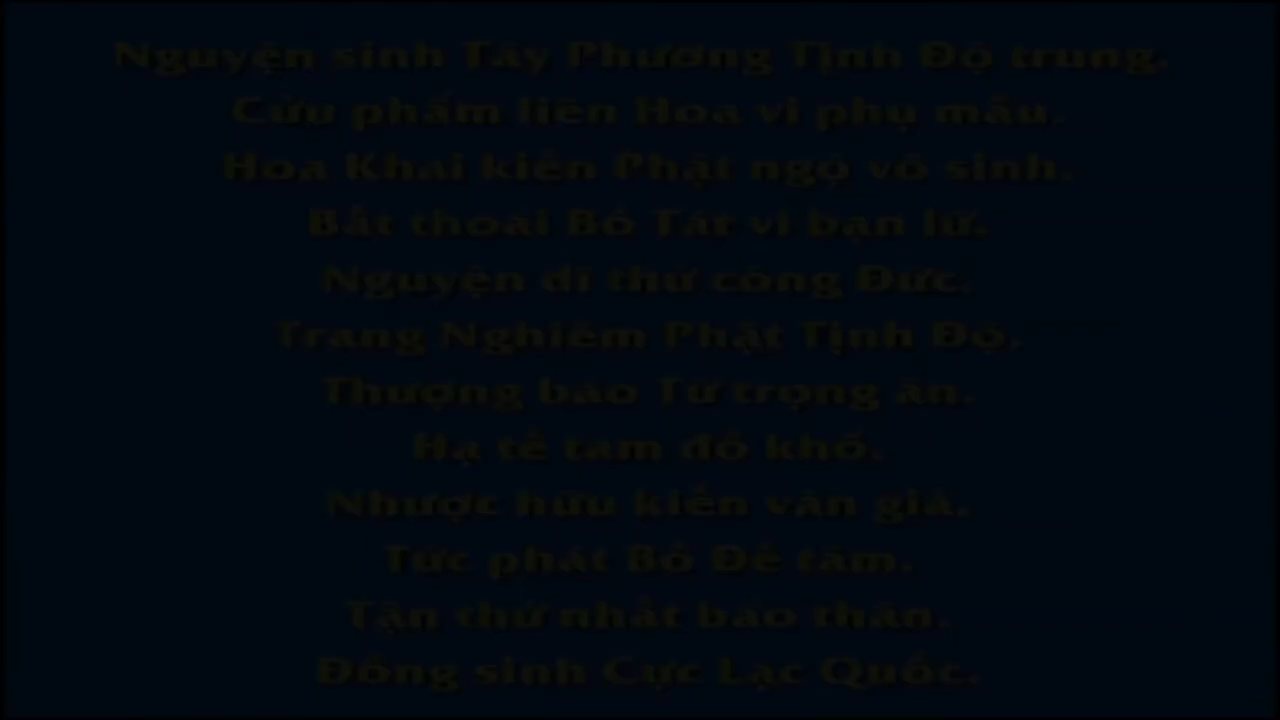 Nguyện sinh Tây Phương Tịnh Độ trung.
Cửu phẩm liên Hoa vi phụ mẫu.
Hoa Khai kiến Phật ngộ vô sinh.
Bất thoái Bồ Tát vi bạn lữ.
Nguyện dĩ thử công Đức.
Trang Nghiêm Phật Tịnh Độ.
Thượng báo Tứ trọng ân.
Hạ tế tam đồ khổ.
Nhược hữu kiến văn giả.
Tức phát Bồ Đề tâm.
Tận thử nhất báo thân.
Đồng sinh Cực Lạc Quốc.